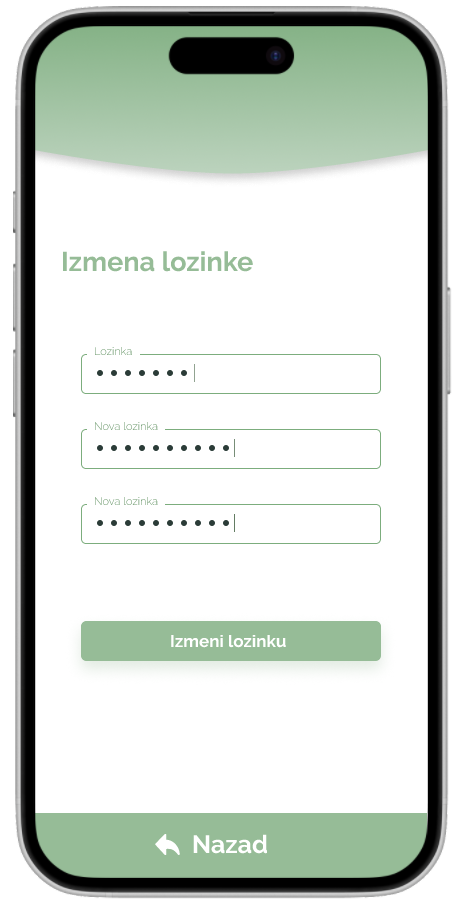 Izmena lozinke
Lozinka
•••••••
Nova lozinka
••••••••••
Nova lozinka
••••••••••
Izmeni lozinku
Nazad